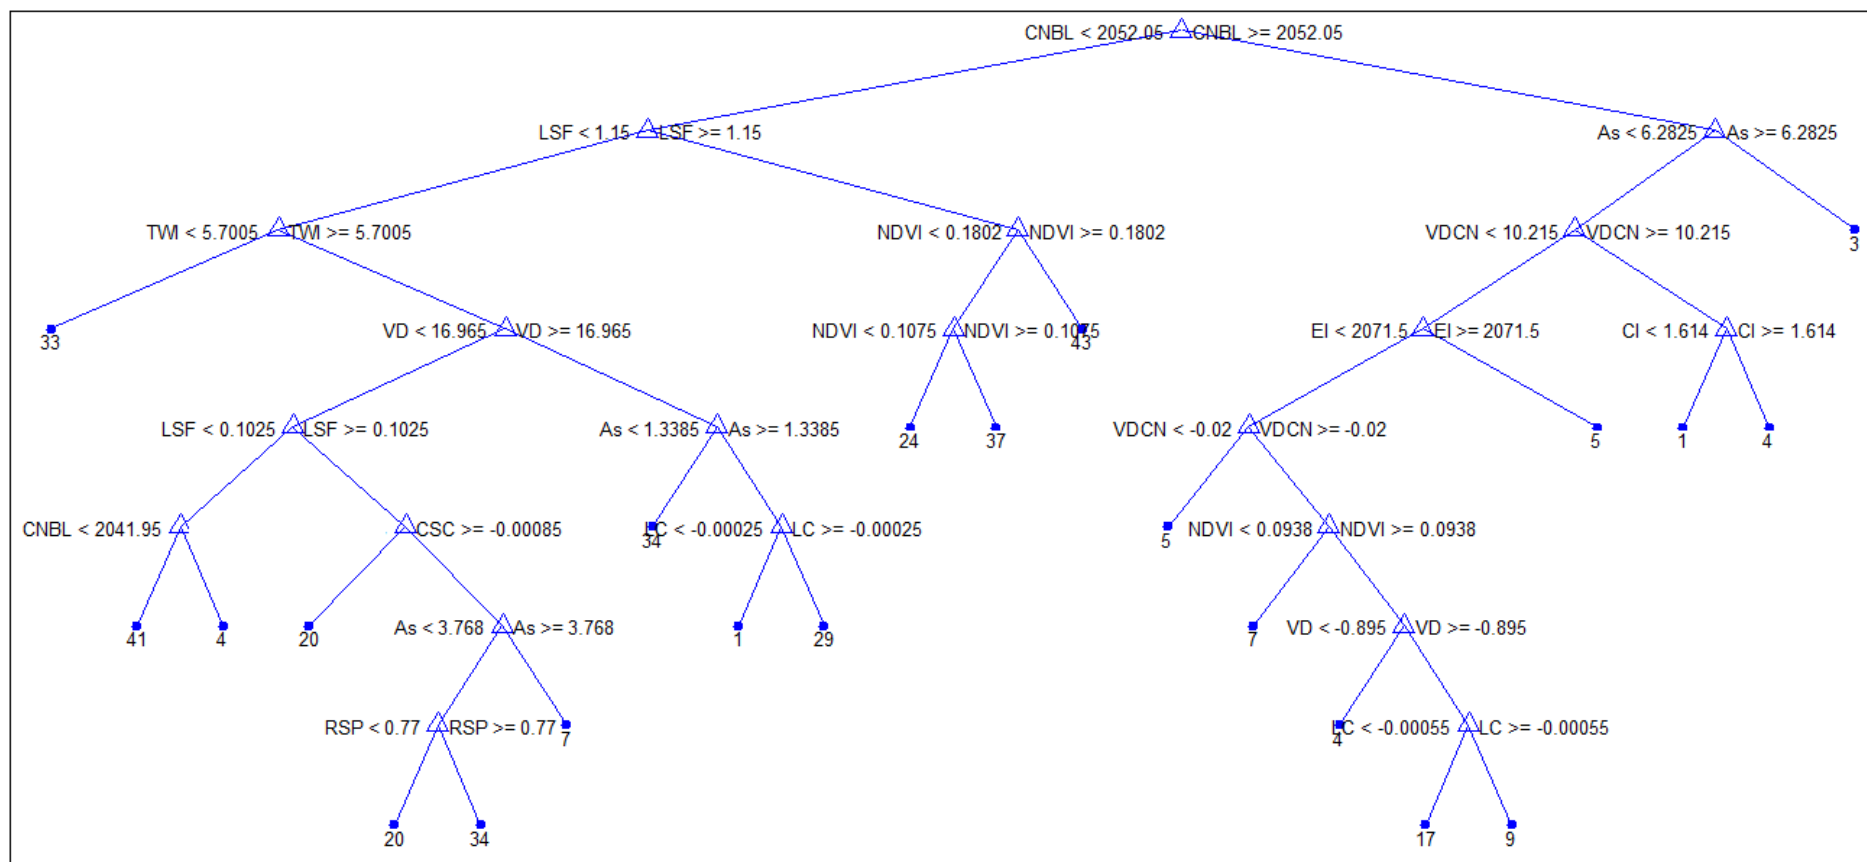 CNBL < 2052.05 CNBL >= 2052.05
LSF < 1.15 LSF >= 1.15 As < 6.2825 As >= 6.2825
TWI < 5.7005 TWI >= 5.7005 NDVI < 0.1802 NDVI >= 0.1802 VDCN < 10.215 VDCN >= 10.215 3
33 VD < 16.965 VD >= 16.965 NDVI < 0.1075 NDVI >= 0.1075 43 EI < 2071.5 EI >= 2071.5 CI < 1.614 CI >= 1.614
LSF < 0.1025 LSF >= 0.1025 As < 1.3385 As >= 1.3385 24 37 VDCN < -0.02 VDCN >= -0.02 5 1 4
CNBL < 2041.95 CSC >= -0.00085 34 LC < -0.00025 LC >= -0.00025 5 NDVI < 0.0938 NDVI >= 0.0938
41 4 20 As < 3.768 As >= 3.768 1 29 7 VD < -0.895 VD >= -0.895
RSP < 0.77 RSP >= 0.77 7 4 LC < -0.00055 LC >= -0.00055
20 34 17 9